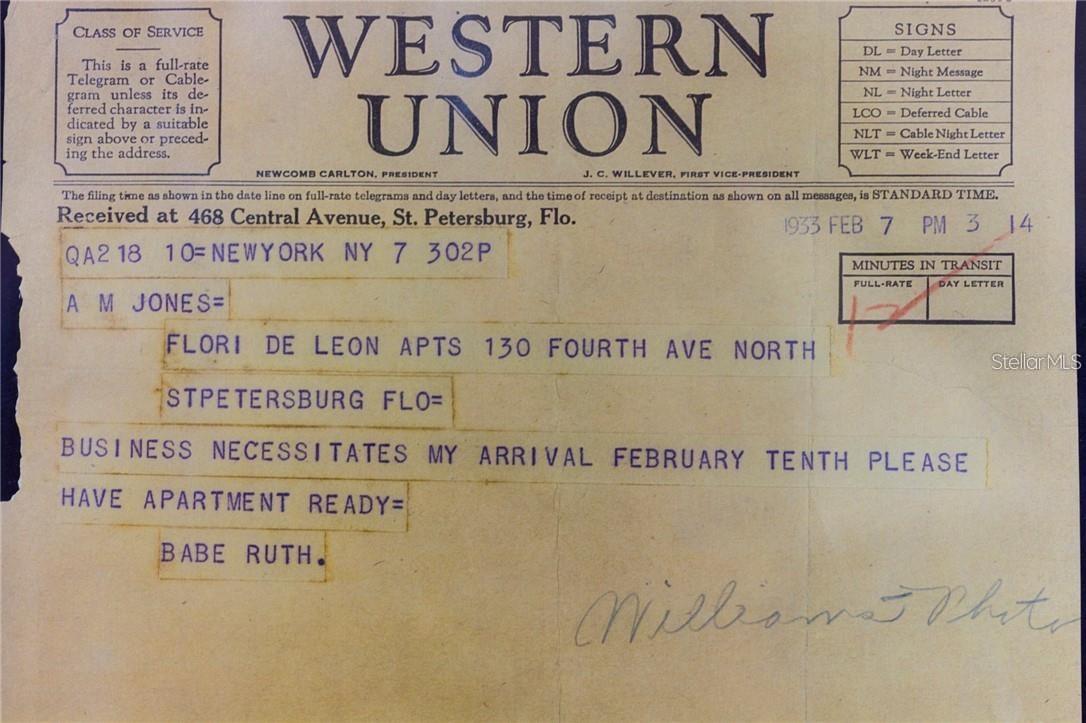 CLASS OF SERVICE
This is a full-rate
Telegram or Cable-
gram unless its de-
ferred character is in-
dicated by a suitable
sign above or preced-
ing the address.
WESTERN
UNION
NEWCOMB CARLTON, PRESIDENT
J. C. WILLEVER, FIRST VICE-PRESIDENT
SIGNS
DL = Day Letter
NM = Night Message
NL = Night Letter
LCO = Deferred Cable
NLT = Cable Night Letter
WLT = Week-End Letter
The filing time as shown in the date line on full-rate telegrams and day letters, and the time of receipt at destination as shown on all messages, is STANDARD TIME.
Received at 468 Central Avenue, St. Petersburg, Flo.
1933 FEB 7 PM 3 14
QA218 10=NEWYORK NY 7 302P
MINUTES IN TRANSIT
FULL-RATE DAY LETTER
12
A M JONES=
FLORI DE LEON APTS 130 FOURTH AVE NORTH
STPETERSBURG FLO=
BUSINESS NECESSITATES MY ARRIVAL FEBRUARY TENTH PLEASE
HAVE APARTMENT READY=
BABE RUTH.
Williams Photo
StellarMLS